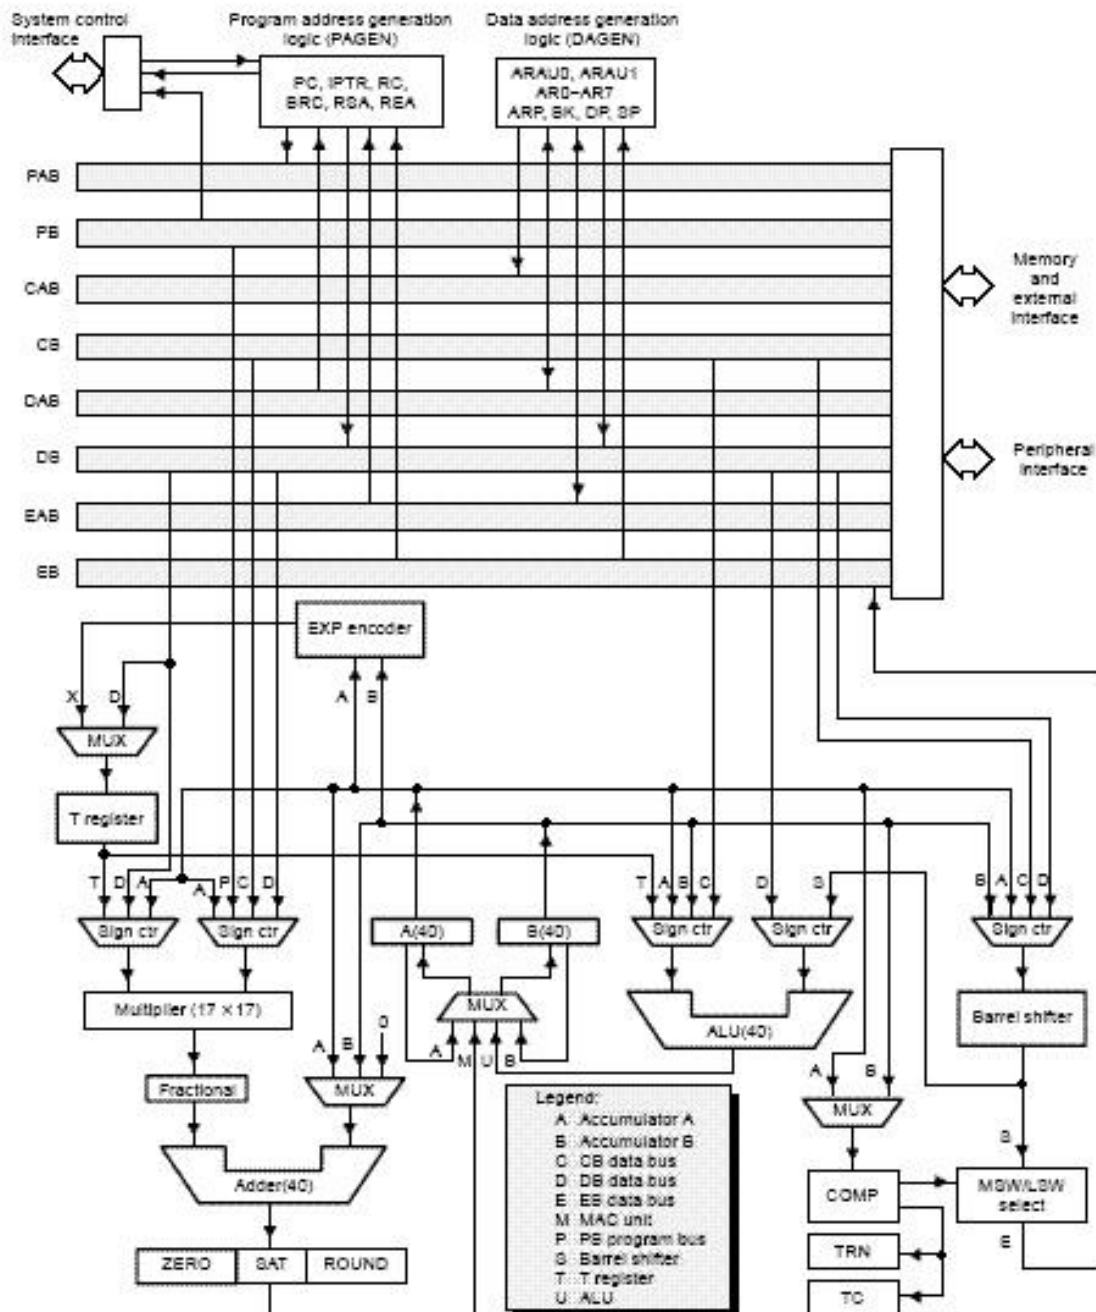 System control
interface
Program address generation
logic (PAGEN)
Data address generation
logic (DAGEN)
PC, IPTR, RC,
BRC, RSA, REA
ARAU0, ARAU1
AR0–AR7
ARP, BK, DP, SP
PAB
PB
CAB
CB
DAB
DB
EAB
EB
Memory
and
external
interface
Peripheral
interface
EXP encoder
A
B
X
D
MUX
T register
T
D
A
A
P
C
D
T
A
B
C
D
S
B
A
C
D
Sign ctr
Sign ctr
A(40)
B(40)
Sign ctr
Sign ctr
Sign ctr
Multiplier (17 × 17)
MUX
ALU(40)
Barrel shifter
A
B
0
A
M
U
B
A
B
Fractional
MUX
MUX
S
Adder(40)
COMP
MSW/LSW
select
E
ZERO
SAT
ROUND
TRN
TC
Legend:
A Accumulator A
B Accumulator B
C CB data bus
D DB data bus
E EB data bus
M MAC unit
P PB program bus
S Barrel shifter
T T register
U ALU